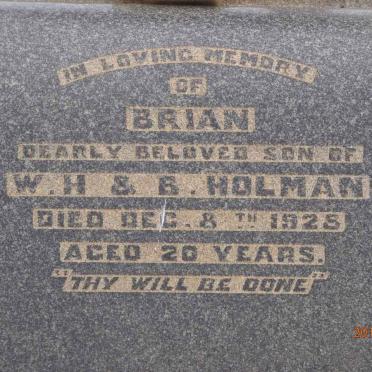 IN LOVING MEMORY
OF
BRIAN
DEARLY BELOVED SON OF
W. H & B. HOLMAN
DIED DEC. 8TH 1925
AGED 20 YEARS.
"THY WILL BE DONE"